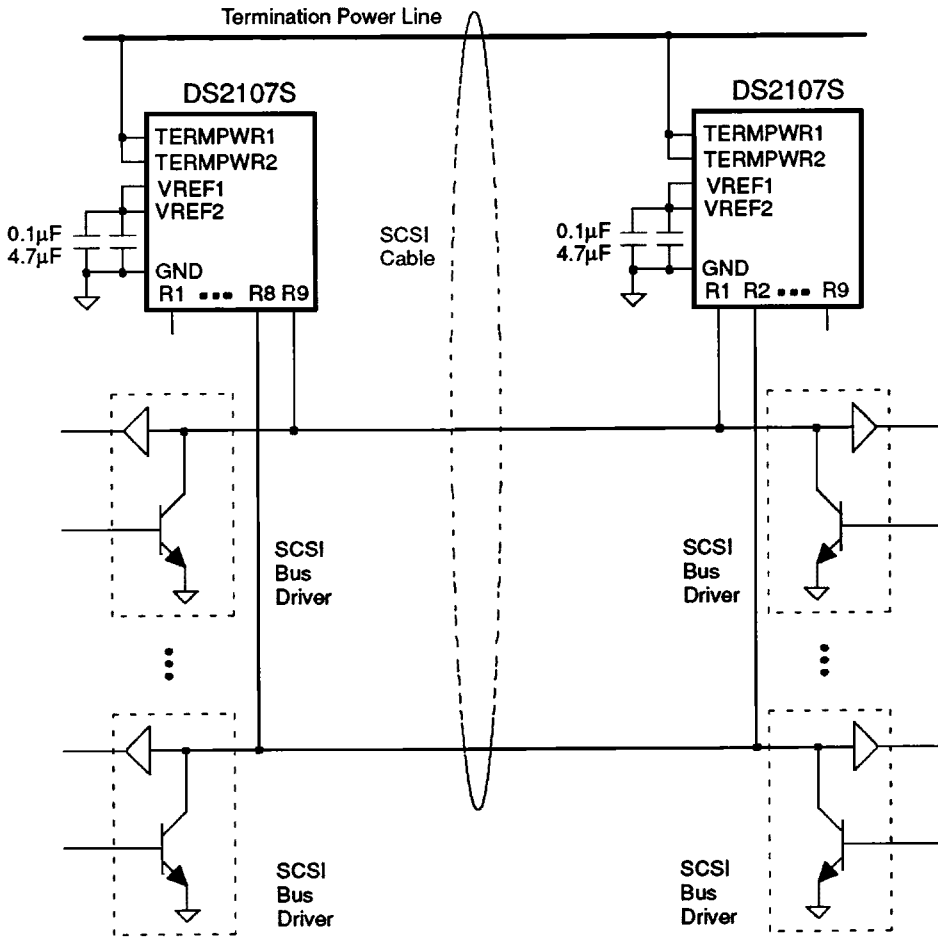 Termination Power Line
DS2107S
TERMPWR1
TERMPWR2
VREF1
VREF2
0.1µF
4.7µF
GND
R1 ▪▪▪ R8 R9
SCSI
Cable
DS2107S
TERMPWR1
TERMPWR2
VREF1
VREF2
0.1µF
4.7µF
GND
R1 R2 ▪▪▪ R9
SCSI
Bus
Driver
SCSI
Bus
Driver
SCSI
Bus
Driver
SCSI
Bus
Driver